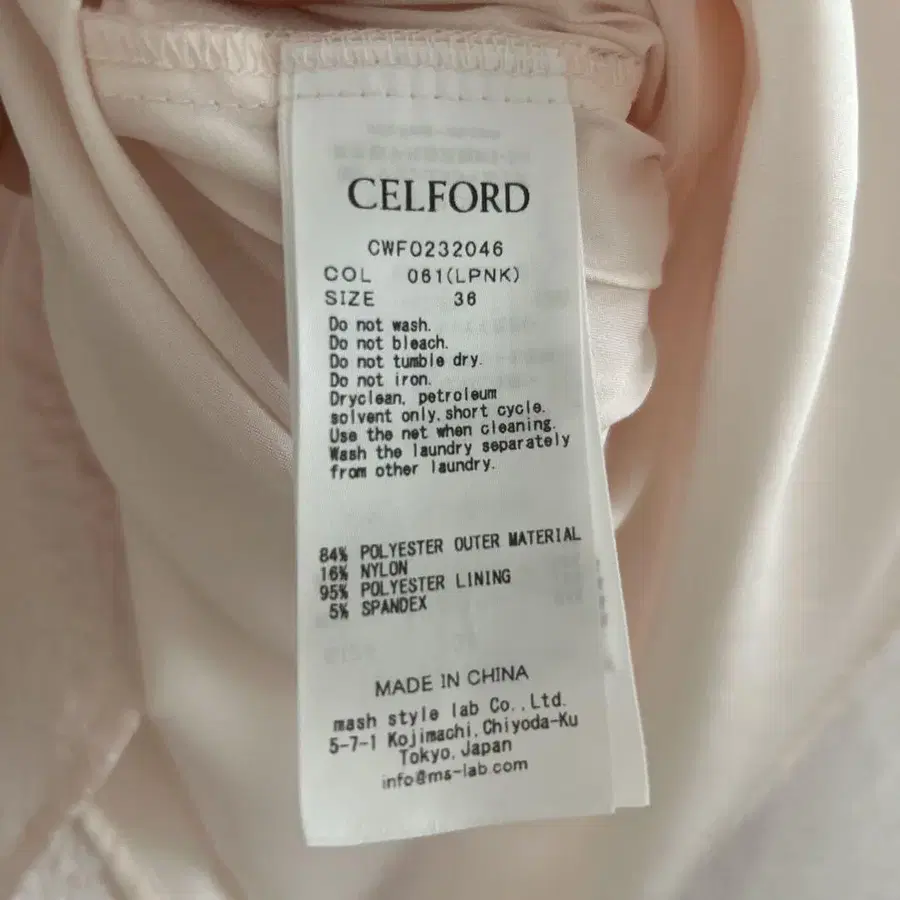 CELFORD
CWFO232046
COL 061(LPNK)
SIZE 36
Do not wash.
Do not bleach.
Do not tumble dry.
Do not iron.
Dryclean, petroleum
solvent only, short cycle.
Use the net when cleaning.
Wash the laundry separately
from other laundry.
84% POLYESTER OUTER MATERIAL
16% NYLON
95% POLYESTER LINING
5% SPANDEX
MADE IN CHINA
mash style lab Co., Ltd.
5-7-1 Kojimachi, Chiyoda-Ku
Tokyo, Japan
info@ms-lab.com